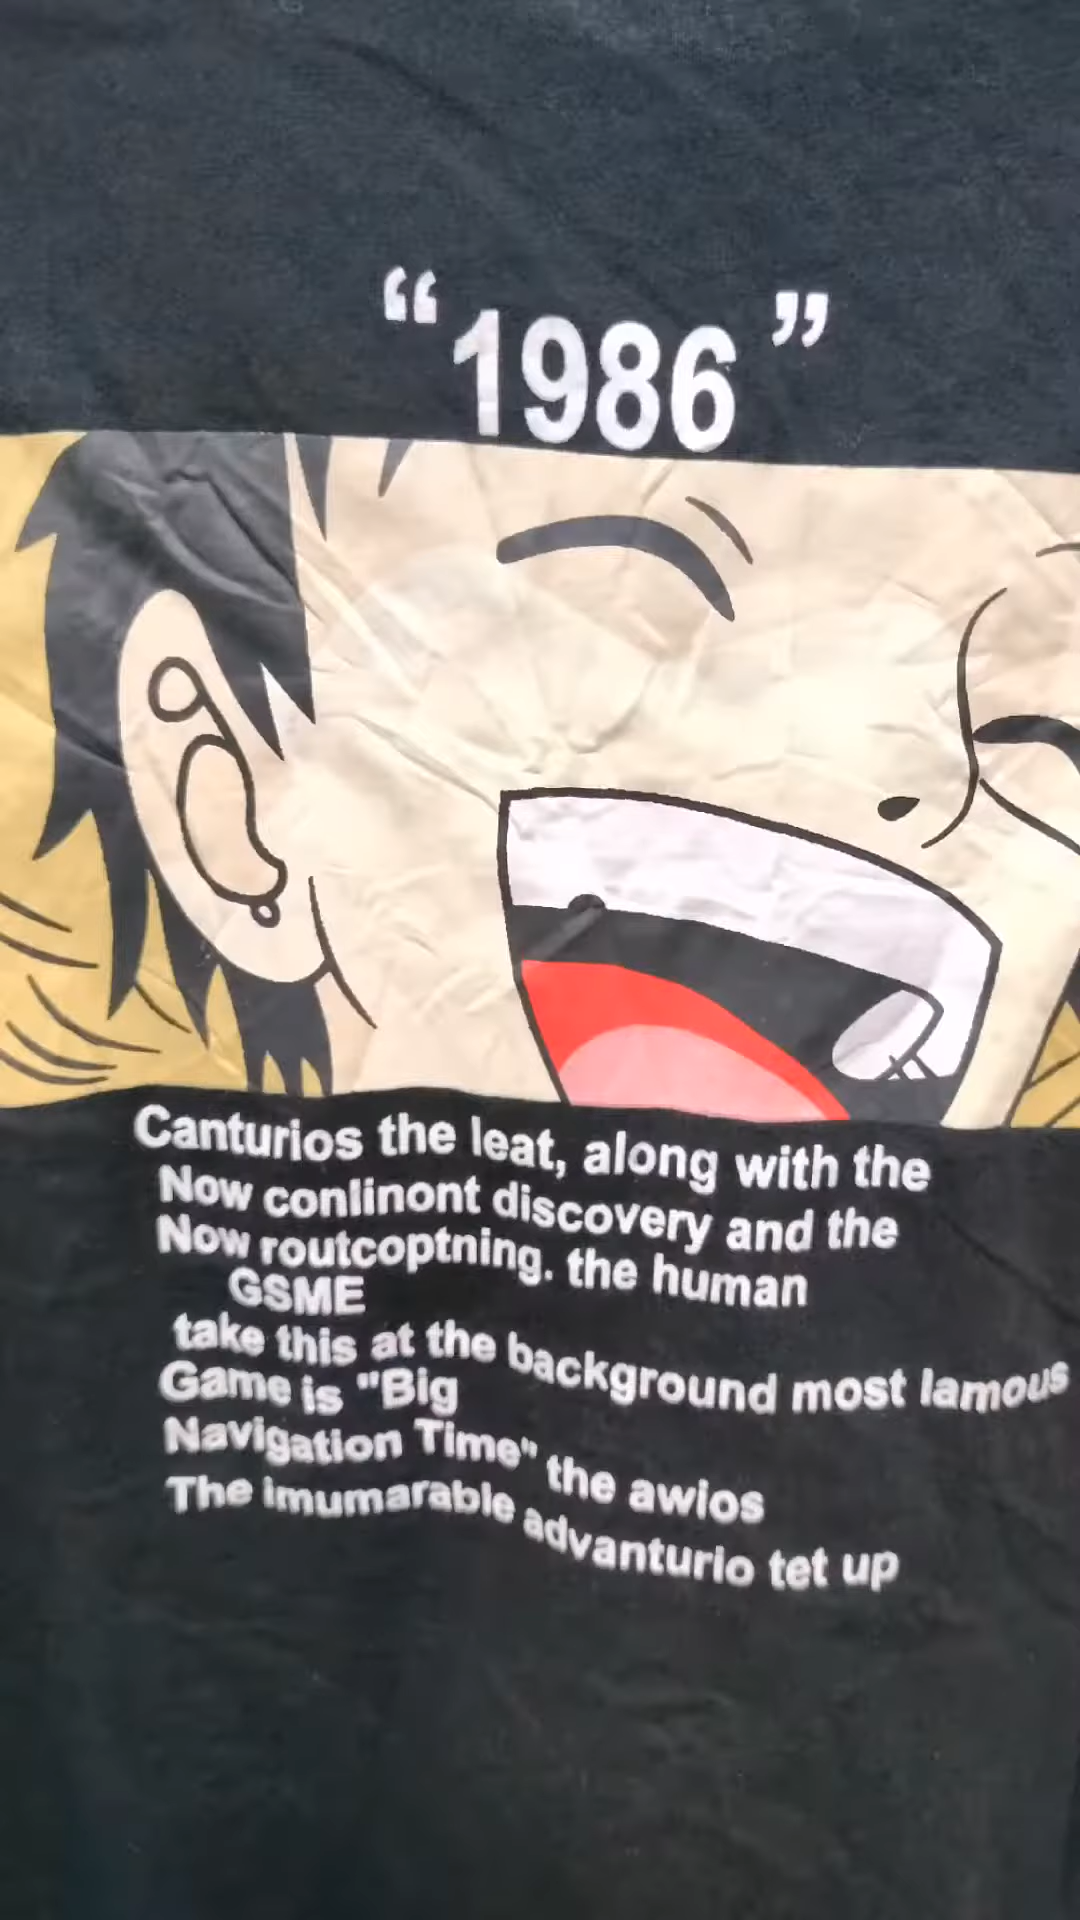 “1986”
Canturios the leat, along with the
Now conlinont discovery and the
Now routcoptning. the human
GSME
take this at the background most lamous
Game is "Big
Navigation Time" the awios
The imumarable advanturio tet up